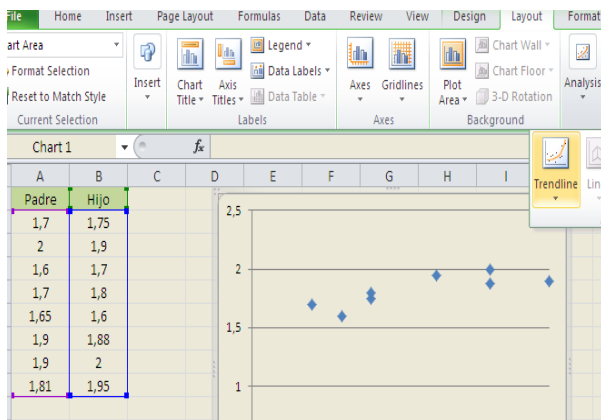 File Home Insert Page Layout Formulas Data Review View Design Layout Format
art Area
Format Selection
Reset to Match Style
Current Selection
Insert
Chart Title
Axis Titles
Legend
Data Labels
Data Table
Labels
Axes
Gridlines
Axes
Plot Area
Chart Wall
Chart Floor
3-D Rotation
Background
Analysis
Trendline
Lin
Chart 1
fx
A B C D E F G H I
Padre Hijo
1,7 1,75
2 1,9
1,6 1,7
1,7 1,8
1,65 1,6
1,9 1,88
1,9 2
1,81 1,95
2,5
2
1,5
1